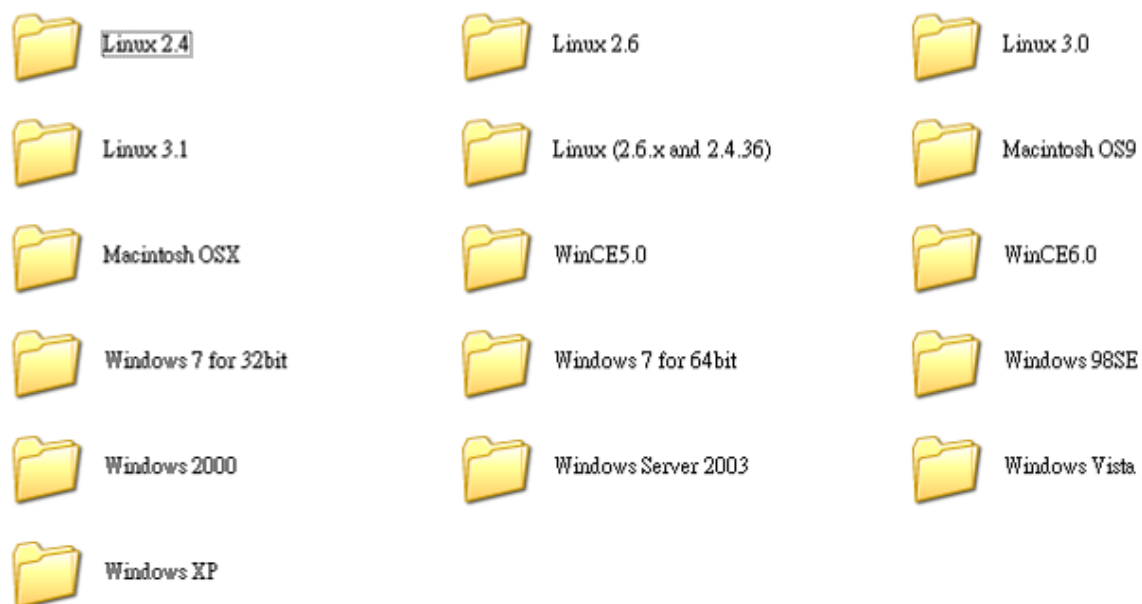 Linux 2.4
Linux 2.6
Linux 3.0
Linux 3.1
Linux (2.6.x and 2.4.36)
Macintosh OS9
Macintosh OSX
WinCE5.0
WinCE6.0
Windows 7 for 32bit
Windows 7 for 64bit
Windows 98SE
Windows 2000
Windows Server 2003
Windows Vista
Windows XP